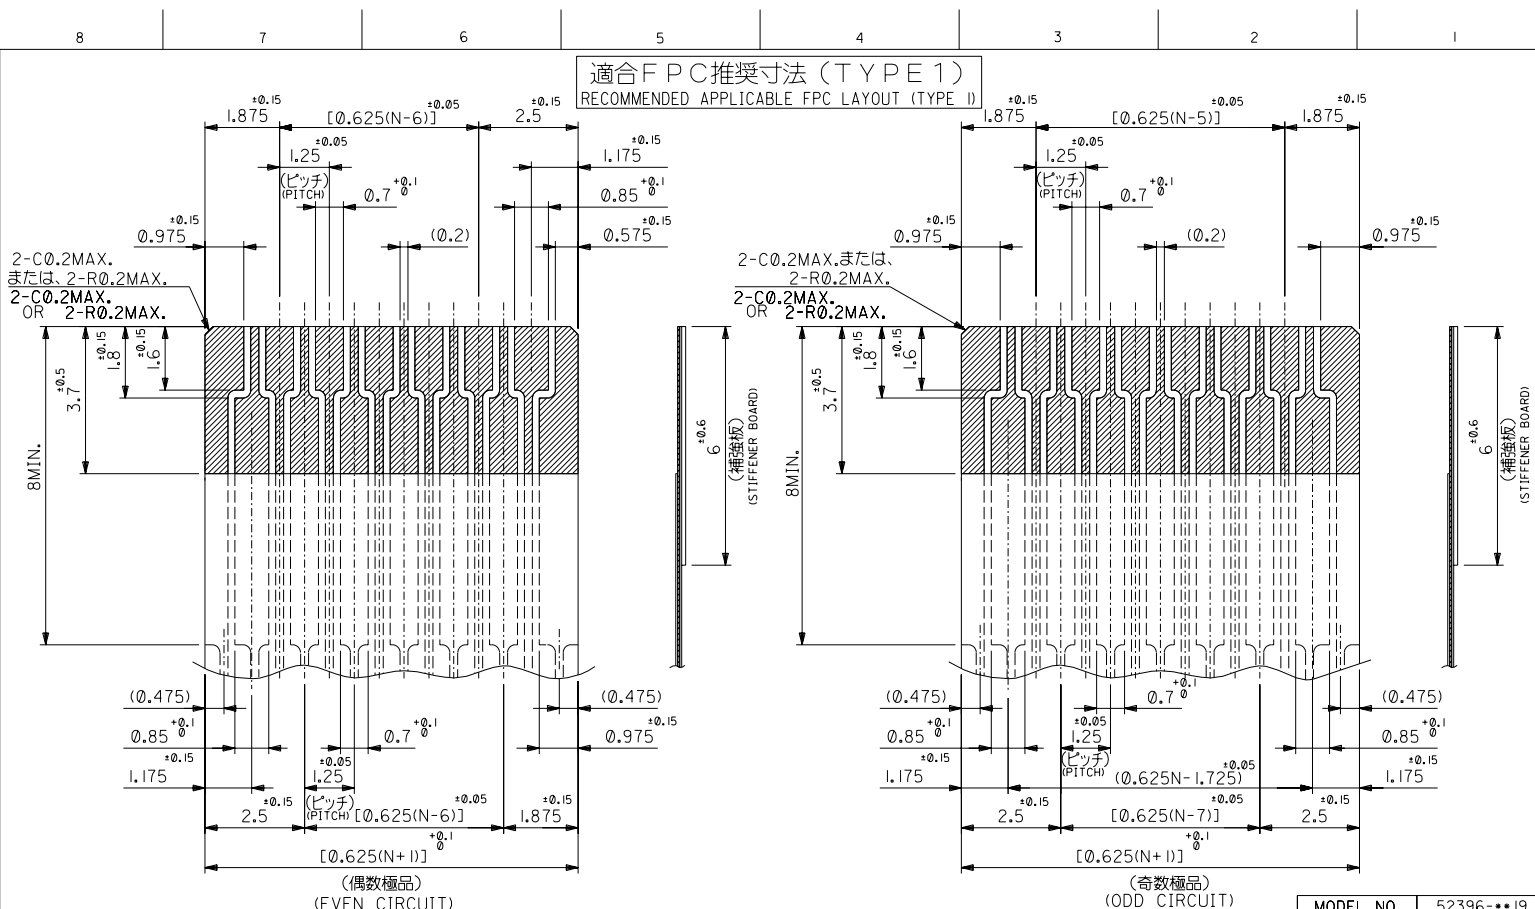 8 7 6 5 4 3 2 1
適合FPC推奨寸法(TYPE1)
RECOMMENDED APPLICABLE FPC LAYOUT (TYPE 1)
1.875 ±0.15
[0.625(N-6)] ±0.05
2.5 ±0.15
1.25 ±0.05
(ピッチ)
(PITCH)
1.175 ±0.15
0.7 +0.1 0
0.85 +0.1 0
0.975 ±0.15
(0.2)
0.575 ±0.15
2-C0.2MAX.
または、2-R0.2MAX.
2-C0.2MAX.
OR 2-R0.2MAX.
8MIN.
3.7 ±0.5
1.8 ±0.15
1.6 ±0.15
6 ±0.6
(補強板)
(STIFFENER BOARD)
(0.475)
(0.475)
0.85 +0.1 0
0.7 +0.1 0
0.975 ±0.15
1.175 ±0.15
1.25 ±0.05
(ピッチ)
(PITCH)
2.5 ±0.15
[0.625(N-6)] ±0.05
1.875 ±0.15
[0.625(N+1)] +0.1 0
(偶数極品)
(EVEN CIRCUIT)
1.875 ±0.15
[0.625(N-5)] ±0.05
1.875 ±0.15
1.25 ±0.05
(ピッチ)
(PITCH)
0.7 +0.1 0
0.975 ±0.15
(0.2)
0.975 ±0.15
2-C0.2MAX.または、
2-R0.2MAX.
2-C0.2MAX.
OR 2-R0.2MAX.
8MIN.
3.7 ±0.5
1.8 ±0.15
1.6 ±0.15
6 ±0.6
(補強板)
(STIFFENER BOARD)
(0.475)
0.7 +0.1 0
(0.475)
0.85 +0.1 0
1.25 ±0.05
(ピッチ)
(PITCH)
0.85 +0.1 0
1.175 ±0.15
(0.625N-1.725) ±0.05
1.175 ±0.15
2.5 ±0.15
[0.625(N-7)] ±0.05
2.5 ±0.15
[0.625(N+1)] +0.1 0
(奇数極品)
(ODD CIRCUIT)
MODEL NO 52396-**19